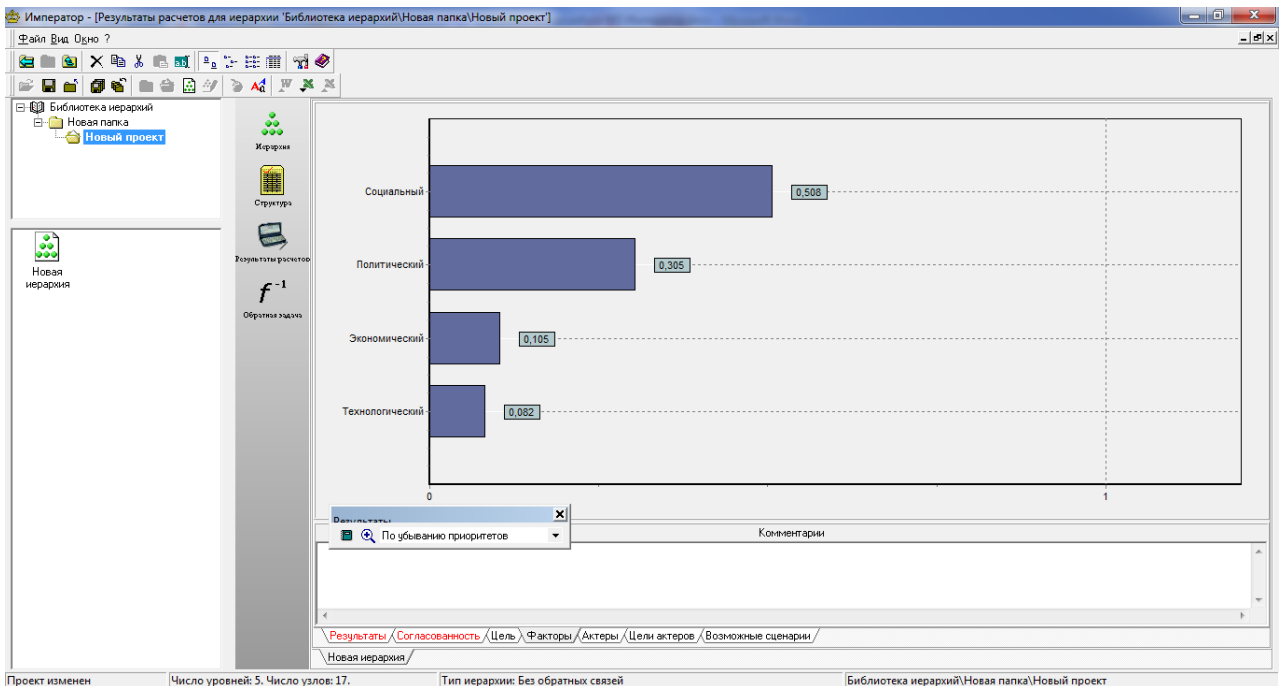 Император - [Результаты расчетов для иерархии 'Библиотека иерархий\Новая папка\Новый проект']
Файл Вид Окно ?
Библиотека иерархий
Новая папка
Новый проект
Новая
иерархия
Иерархия
Структура
Результаты расчетов
f⁻¹
Обратная задача
Социальный
0,508
Политический
0,305
Экономический
0,105
Технологический
0,082
0
1
Результаты
По убыванию приоритетов
Комментарии
Результаты Согласованность Цель Факторы Актеры Цели актеров Возможные сценарии
Новая иерархия
Проект изменен Число уровней: 5. Число узлов: 17. Тип иерархии: Без обратных связей Библиотека иерархий\Новая папка\Новый проект